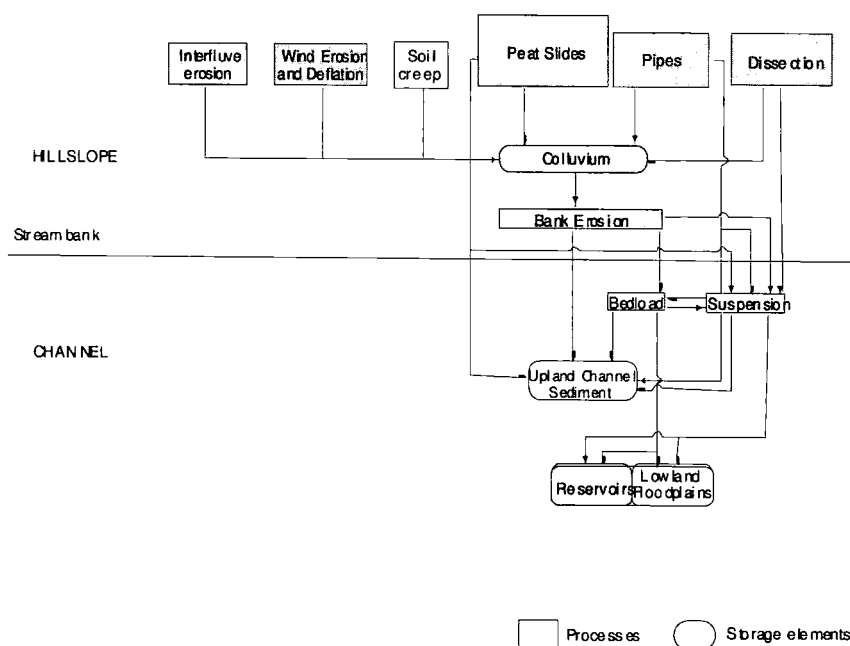 Interfluve
erosion
Wind Erosion
and Deflation
Soil
creep
Peat Slides
Pipes
Dissection
HILLSLOPE
Colluvium
Bank Erosion
Stream bank
Bedload
Suspension
CHANNEL
Upland Channel
Sediment
Reservoirs
Lowland
Floodplains
Processes
Storage elements